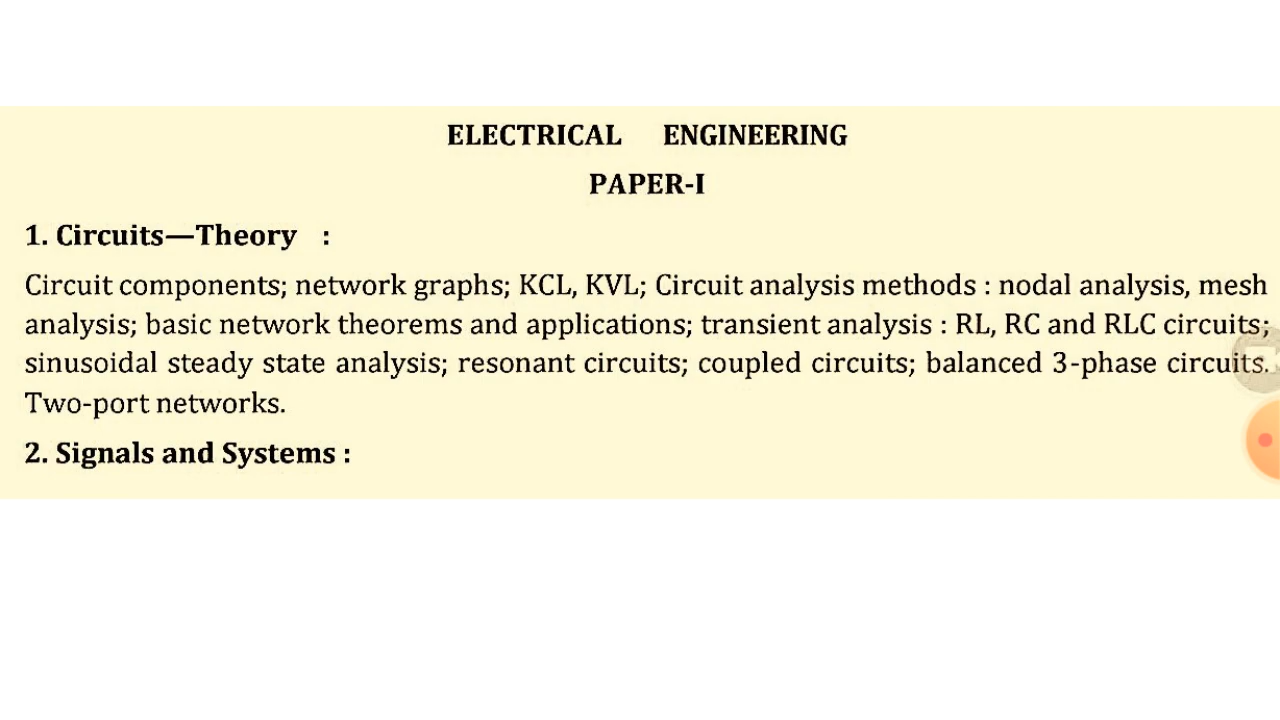 ELECTRICAL ENGINEERING
PAPER-I
1. Circuits—Theory :
Circuit components; network graphs; KCL, KVL; Circuit analysis methods : nodal analysis, mesh
analysis; basic network theorems and applications; transient analysis : RL, RC and RLC circuits;
sinusoidal steady state analysis; resonant circuits; coupled circuits; balanced 3-phase circuits.
Two-port networks.
2. Signals and Systems :